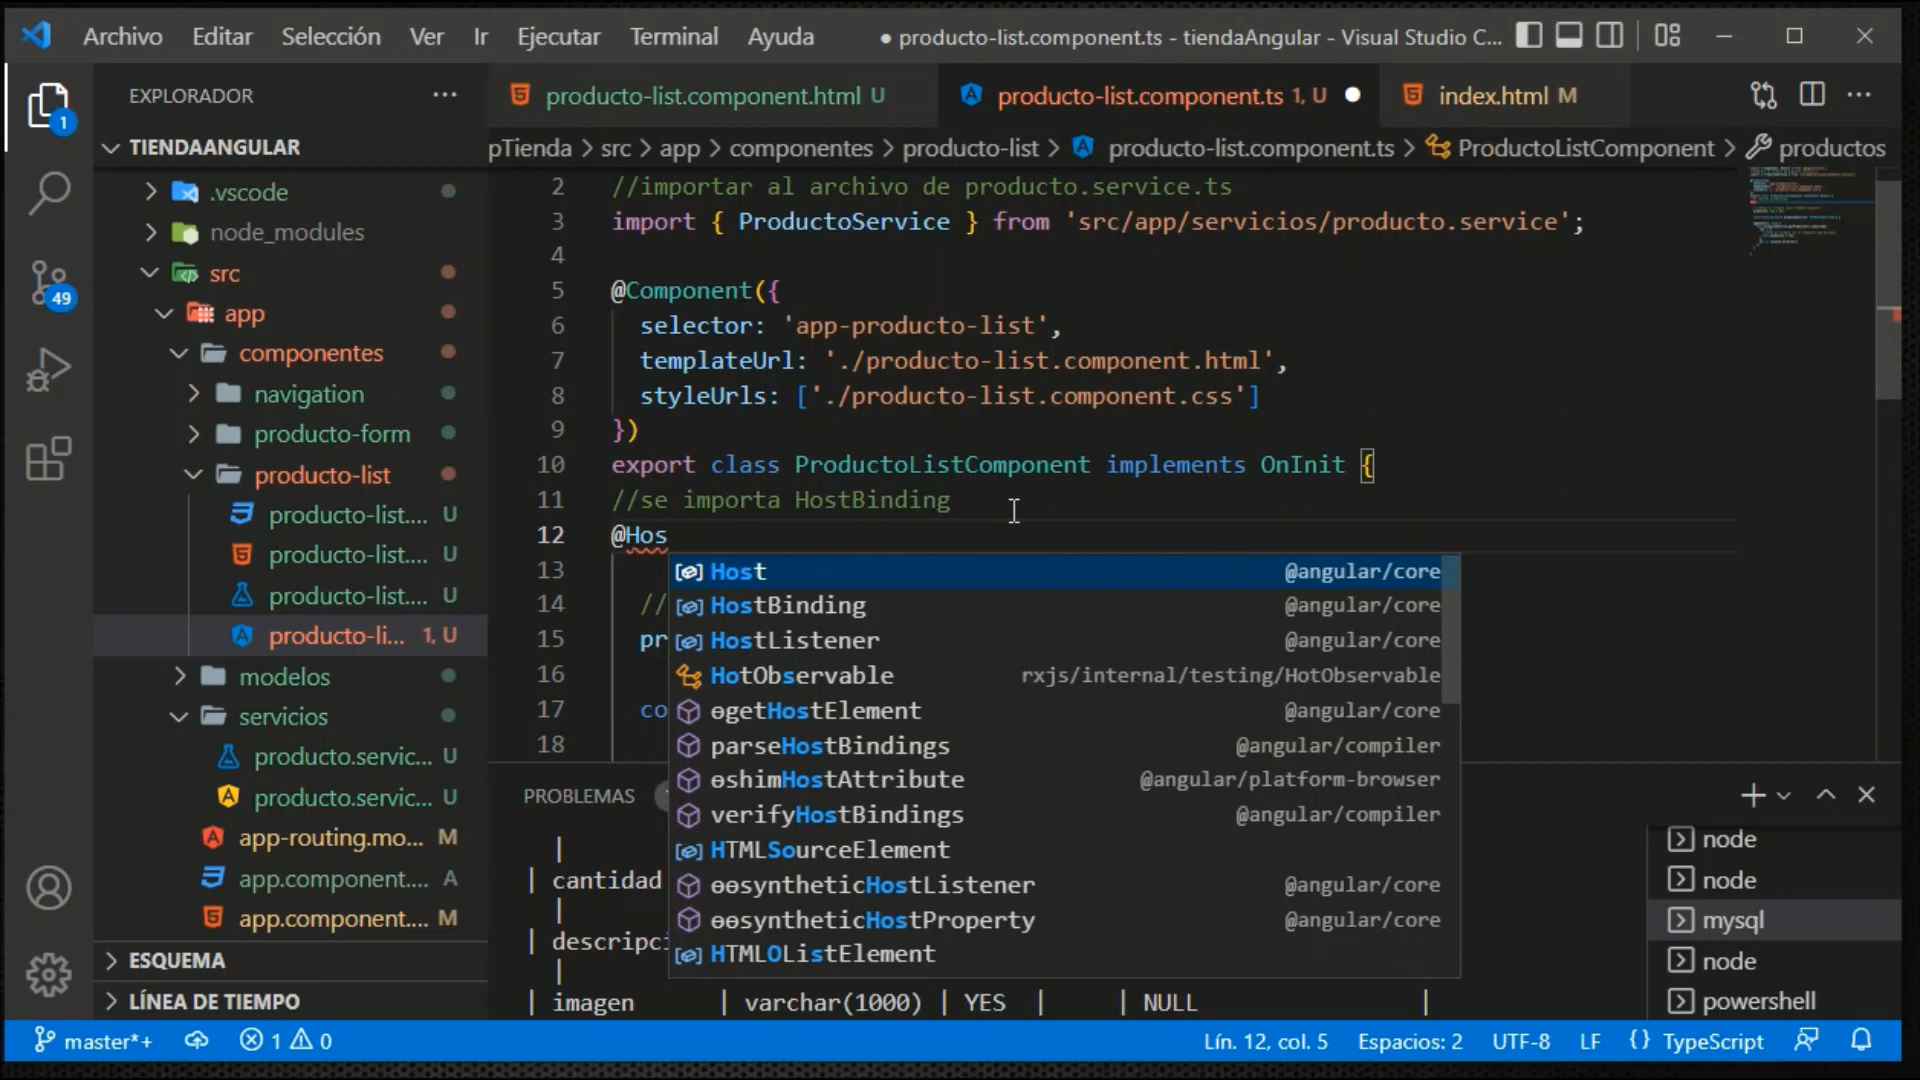 Archivo Editar Selección Ver Ir Ejecutar Terminal Ayuda ● producto-list.component.ts - tiendaAngular - Visual Studio C...
EXPLORADOR ...
1
producto-list.component.html U
producto-list.component.ts 1, U
index.html M
TIENDAANGULAR
pTienda > src > app > componentes > producto-list > producto-list.component.ts > ProductoListComponent > productos
.vscode
node_modules
src
49
app
componentes
navigation
producto-form
producto-list
producto-list.... U
producto-list.... U
producto-list.... U
producto-li... 1, U
modelos
servicios
producto.servic... U
producto.servic... U
app-routing.mo... M
app.component.... A
app.component.... M
ESQUEMA
LÍNEA DE TIEMPO
2 //importar al archivo de producto.service.ts
3 import { ProductoService } from 'src/app/servicios/producto.service';
4
5 @Component({
6 selector: 'app-producto-list',
7 templateUrl: './producto-list.component.html',
8 styleUrls: ['./producto-list.component.css']
9 })
10 export class ProductoListComponent implements OnInit {
11 //se importa HostBinding
12 @Hos
13
14 //
15 pr
16
17 co
18
Host @angular/core
HostBinding @angular/core
HostListener @angular/core
HotObservable rxjs/internal/testing/HotObservable
ɵgetHostElement @angular/core
parseHostBindings @angular/compiler
ɵshimHostAttribute @angular/platform-browser
verifyHostBindings @angular/compiler
HTMLSourceElement
ɵɵsyntheticHostListener @angular/core
ɵɵsyntheticHostProperty @angular/core
HTMLOListElement
PROBLEMAS
|
| cantidad
|
| descripci
|
| imagen | varchar(1000) | YES | | NULL |
node
node
mysql
node
powershell
master*+ 1 0 Lín. 12, col. 5 Espacios: 2 UTF-8 LF {} TypeScript